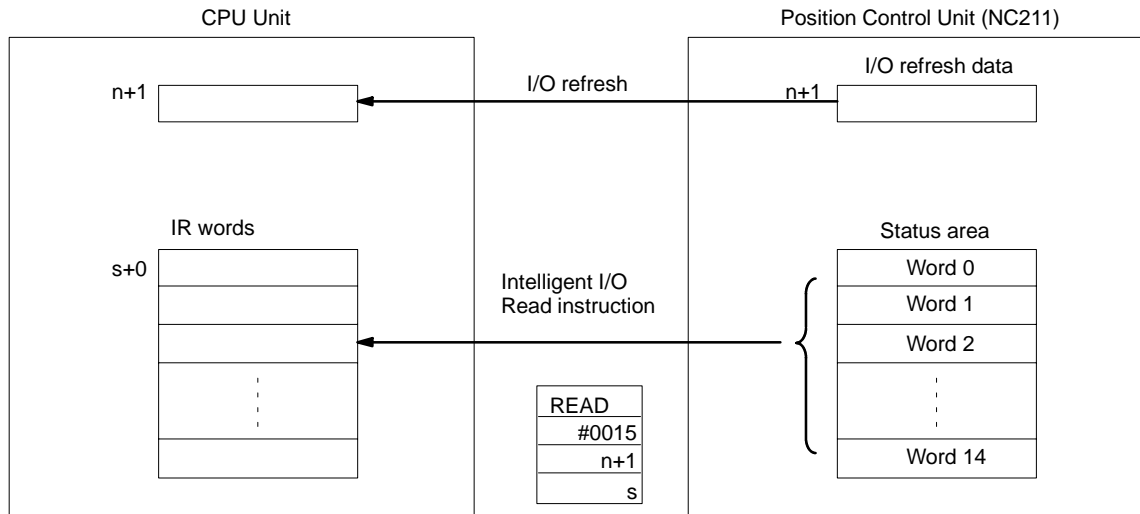 CPU Unit
Position Control Unit (NC211)
I/O refresh data
n+1
I/O refresh
n+1
IR words
Status area
s+0
Word 0
Intelligent I/O
Read instruction
Word 1
Word 2
READ
#0015
n+1
s
Word 14